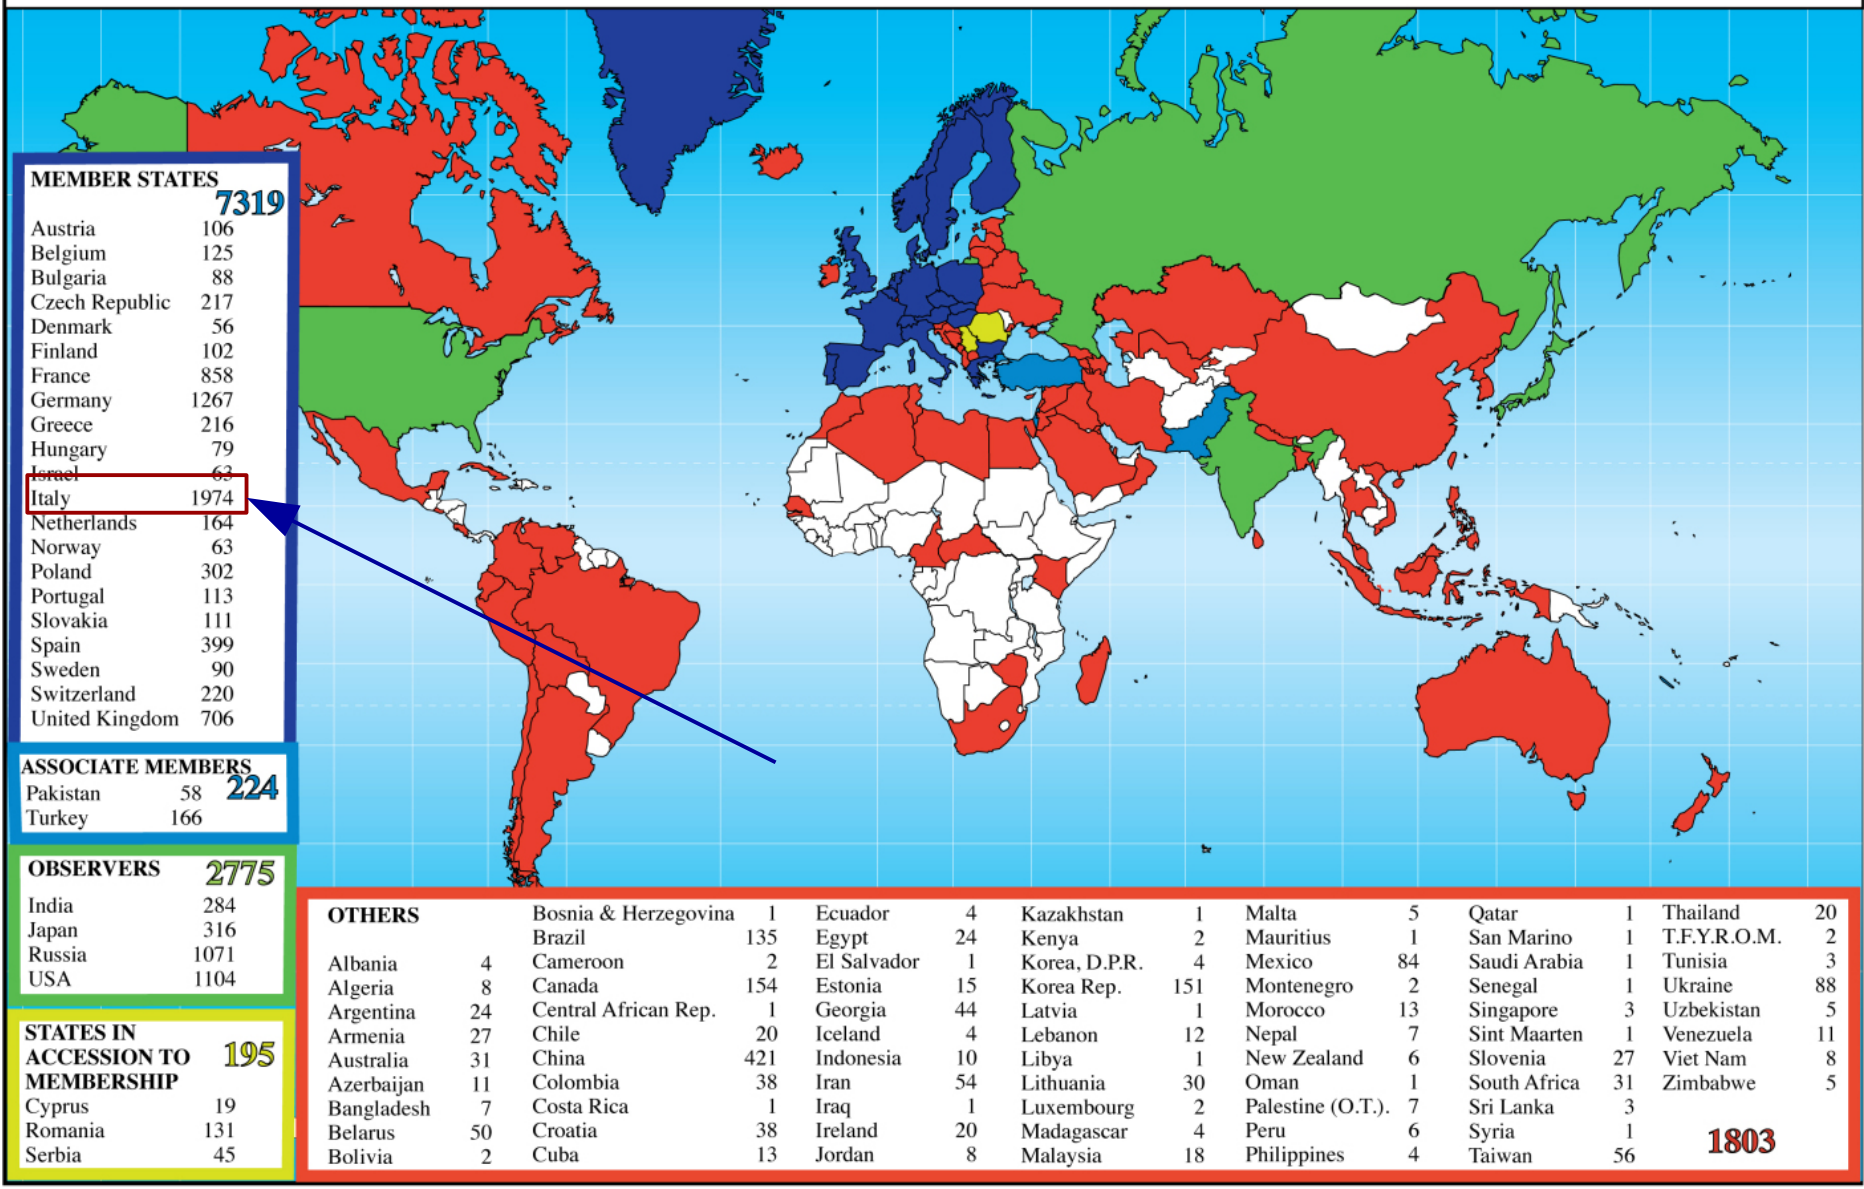 MEMBER STATES
7319
Austria 106
Belgium 125
Bulgaria 88
Czech Republic 217
Denmark 56
Finland 102
France 858
Germany 1267
Greece 216
Hungary 79
Israel 63
Italy 1974
Netherlands 164
Norway 63
Poland 302
Portugal 113
Slovakia 111
Spain 399
Sweden 90
Switzerland 220
United Kingdom 706
ASSOCIATE MEMBERS
224
Pakistan 58
Turkey 166
OBSERVERS 2775
India 284
Japan 316
Russia 1071
USA 1104
STATES IN
ACCESSION TO 195
MEMBERSHIP
Cyprus 19
Romania 131
Serbia 45
OTHERS
Albania 4
Algeria 8
Argentina 24
Armenia 27
Australia 31
Azerbaijan 11
Bangladesh 7
Belarus 50
Bolivia 2
Bosnia & Herzegovina 1
Brazil 135
Cameroon 2
Canada 154
Central African Rep. 1
Chile 20
China 421
Colombia 38
Costa Rica 1
Croatia 38
Cuba 13
Ecuador 4
Egypt 24
El Salvador 1
Estonia 15
Georgia 44
Iceland 4
Indonesia 10
Iran 54
Iraq 1
Ireland 20
Jordan 8
Kazakhstan 1
Kenya 2
Korea, D.P.R. 4
Korea Rep. 151
Latvia 1
Lebanon 12
Libya 1
Lithuania 30
Luxembourg 2
Madagascar 4
Malaysia 18
Malta 5
Mauritius 1
Mexico 84
Montenegro 2
Morocco 13
Nepal 7
New Zealand 6
Oman 1
Palestine (O.T.). 7
Peru 6
Philippines 4
Qatar 1
San Marino 1
Saudi Arabia 1
Senegal 1
Singapore 3
Sint Maarten 1
Slovenia 27
South Africa 31
Sri Lanka 3
Syria 1
Taiwan 56
Thailand 20
T.F.Y.R.O.M. 2
Tunisia 3
Ukraine 88
Uzbekistan 5
Venezuela 11
Viet Nam 8
Zimbabwe 5
1803